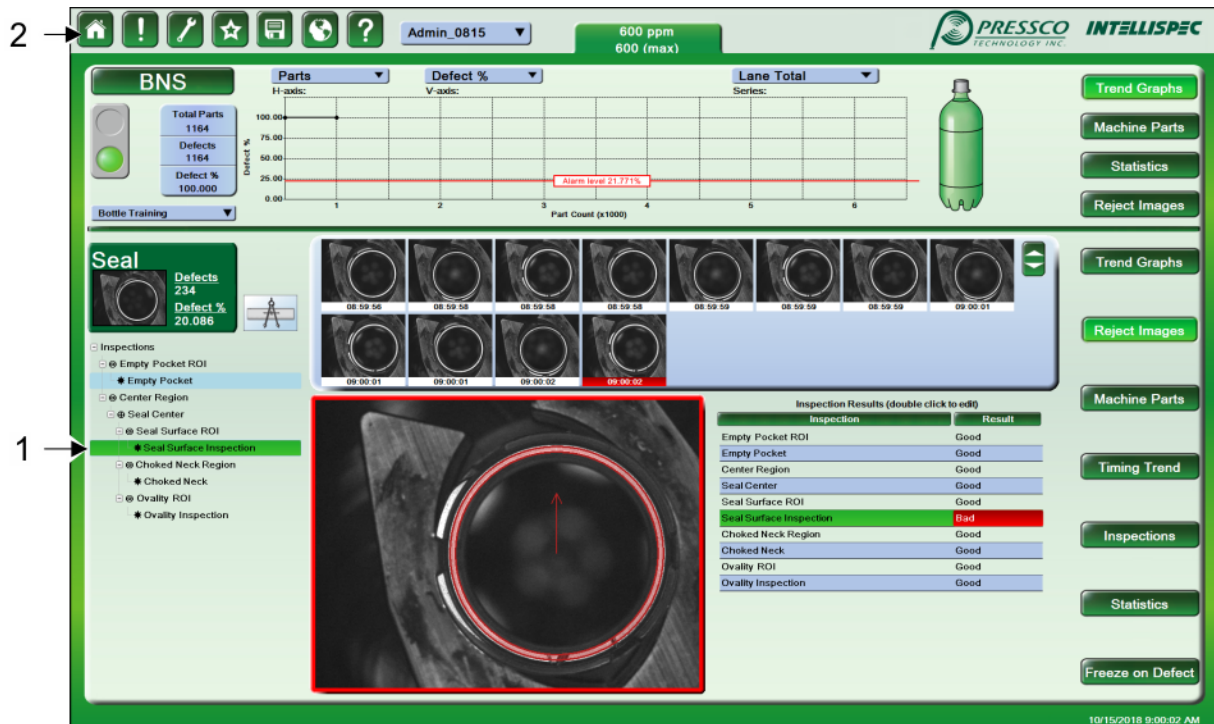 2
Admin_0815
600 ppm
600 (max)
PRESSCO
TECHNOLOGY INC.
INTELLISPEC
BNS
Total Parts
1164
Defects
1164
Defect %
100.000
Bottle Training
Parts
H-axis:
Defect %
V-axis:
Lane Total
Series:
Defect %
100.00
75.00
50.00
25.00
0.00
Alarm level 21.771%
1 2 3 4 5 6
Part Count (x1000)
Trend Graphs
Machine Parts
Statistics
Reject Images
Seal
Defects
234
Defect %
20.086
08:59:56 08:59:58 08:59:58 08:59:58 08:59:59 08:59:59 08:59:59 09:00:01
09:00:01 09:00:01 09:00:02 09:00:02
1
Inspections
Empty Pocket ROI
Empty Pocket
Center Region
Seal Center
Seal Surface ROI
Seal Surface Inspection
Choked Neck Region
Choked Neck
Ovality ROI
Ovality Inspection
Inspection Results (double click to edit)
Inspection Result
Empty Pocket ROI Good
Empty Pocket Good
Center Region Good
Seal Center Good
Seal Surface ROI Good
Seal Surface Inspection Bad
Choked Neck Region Good
Choked Neck Good
Ovality ROI Good
Ovality Inspection Good
Trend Graphs
Reject Images
Machine Parts
Timing Trend
Inspections
Statistics
Freeze on Defect
10/15/2018 9:00:02 AM